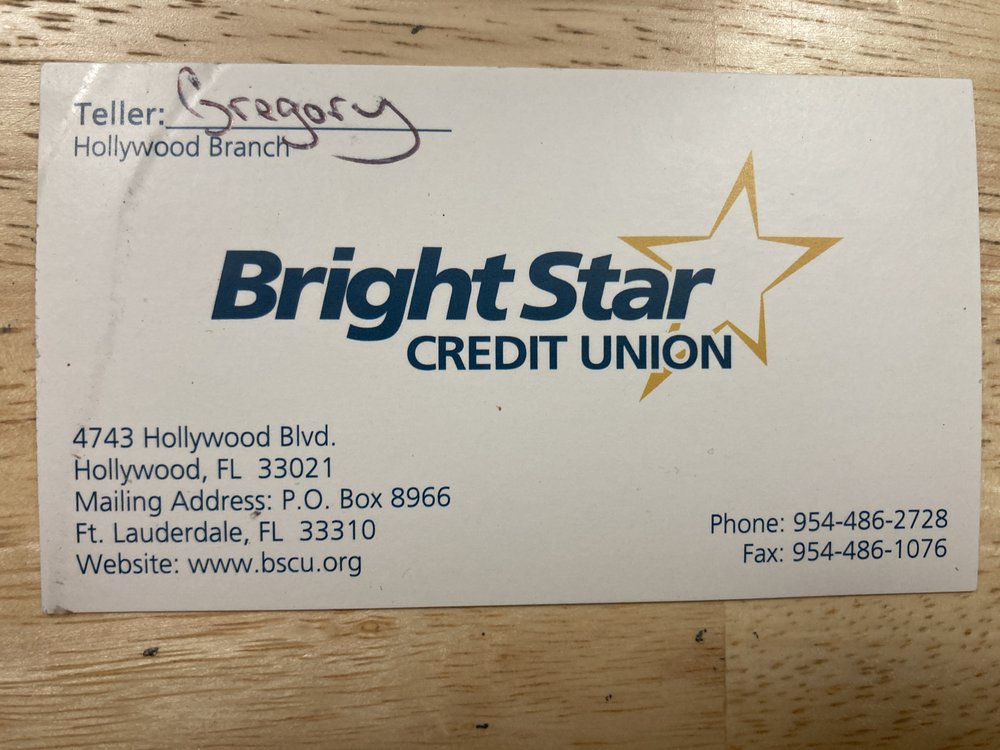 Teller: Gregory
Hollywood Branch
Bright Star
CREDIT UNION
4743 Hollywood Blvd.
Hollywood, FL 33021
Mailing Address: P.O. Box 8966
Ft. Lauderdale, FL 33310
Website: www.bscu.org
Phone: 954-486-2728
Fax: 954-486-1076